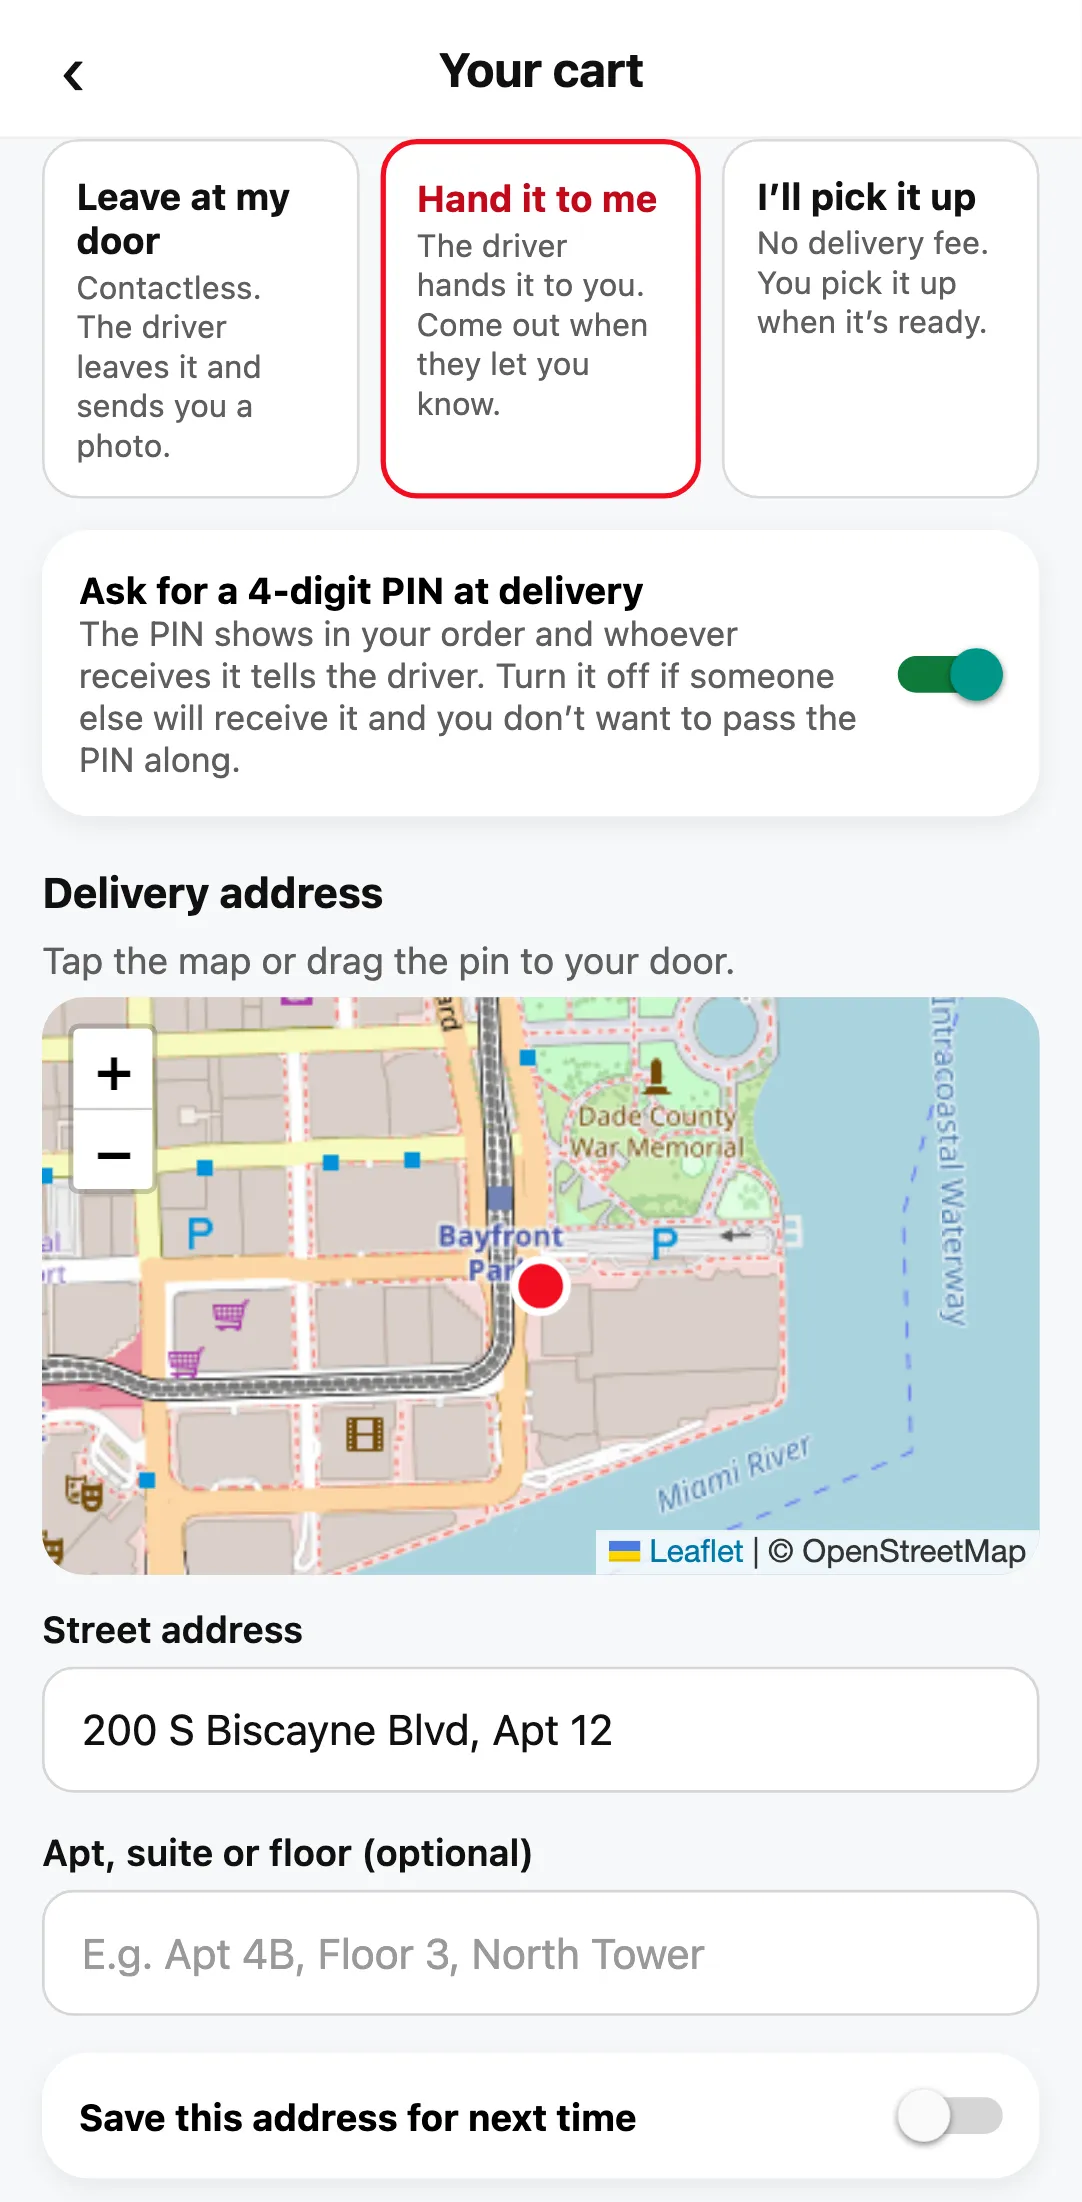 Your cart
Leave at my
door
Contactless.
The driver
leaves it and
sends you a
photo.
Hand it to me
The driver
hands it to you.
Come out when
they let you
know.
I’ll pick it up
No delivery fee.
You pick it up
when it’s ready.
Ask for a 4-digit PIN at delivery
The PIN shows in your order and whoever
receives it tells the driver. Turn it off if someone
else will receive it and you don’t want to pass the
PIN along.
Delivery address
Tap the map or drag the pin to your door.
+
−
ard
Dade County
War Memorial
Intracoastal Waterway
P
Bayfront
P
Miami River
Leaflet | © OpenStreetMap
Street address
200 S Biscayne Blvd, Apt 12
Apt, suite or floor (optional)
E.g. Apt 4B, Floor 3, North Tower
Save this address for next time